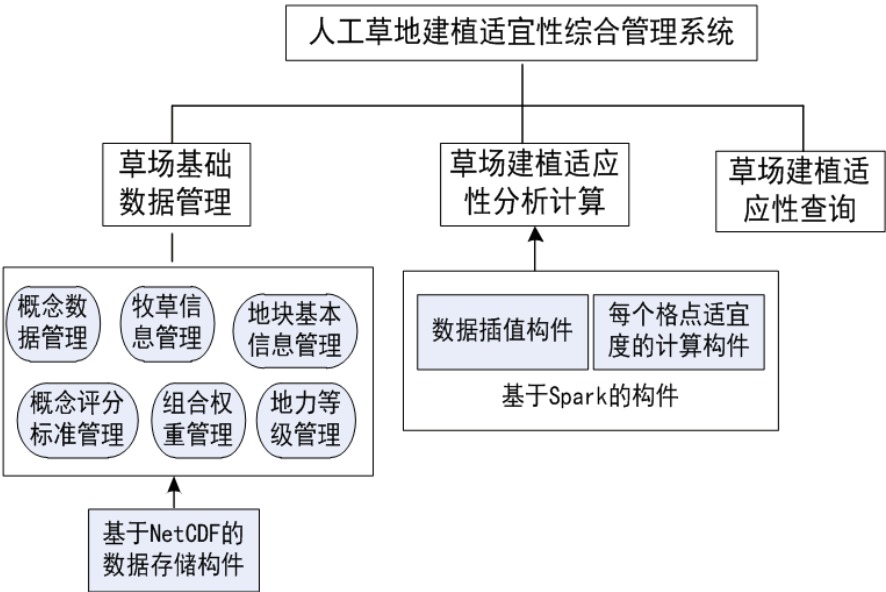 人工草地建植适宜性综合管理系统
草场基础
数据管理
草场建植适应
性分析计算
草场建植适
应性查询
概念数
据管理
牧草信
息管理
地块基本
信息管理
概念评分
标准管理
组合权
重管理
地力等
级管理
基于NetCDF的
数据存储构件
数据插值构件
每个格点适宜
度的计算构件
基于Spark的构件